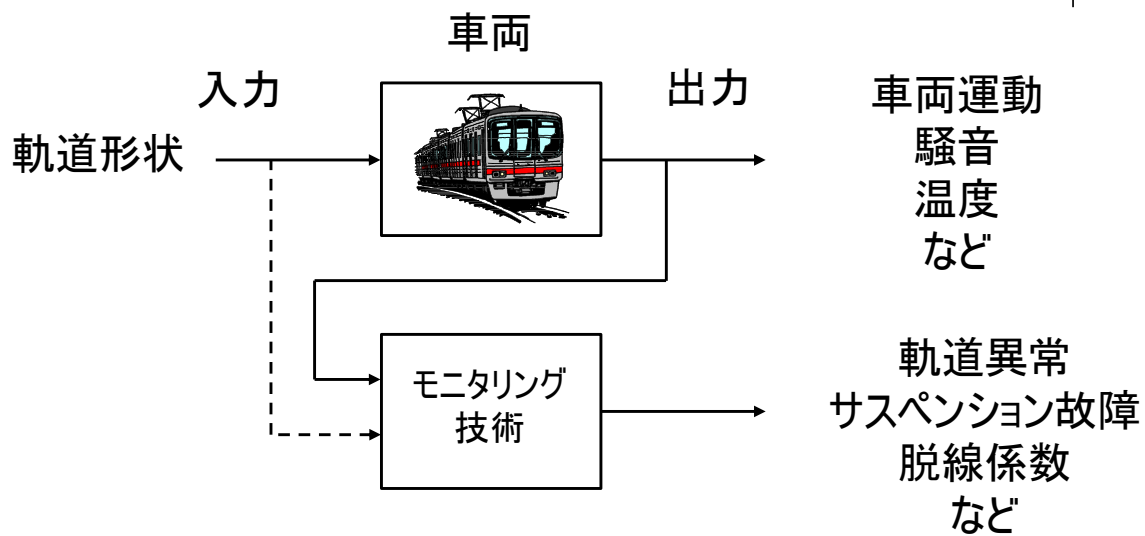 車両
入力
出力
軌道形状
車両運動
騒音
温度
など
モニタリング
技術
軌道異常
サスペンション故障
脱線係数
など